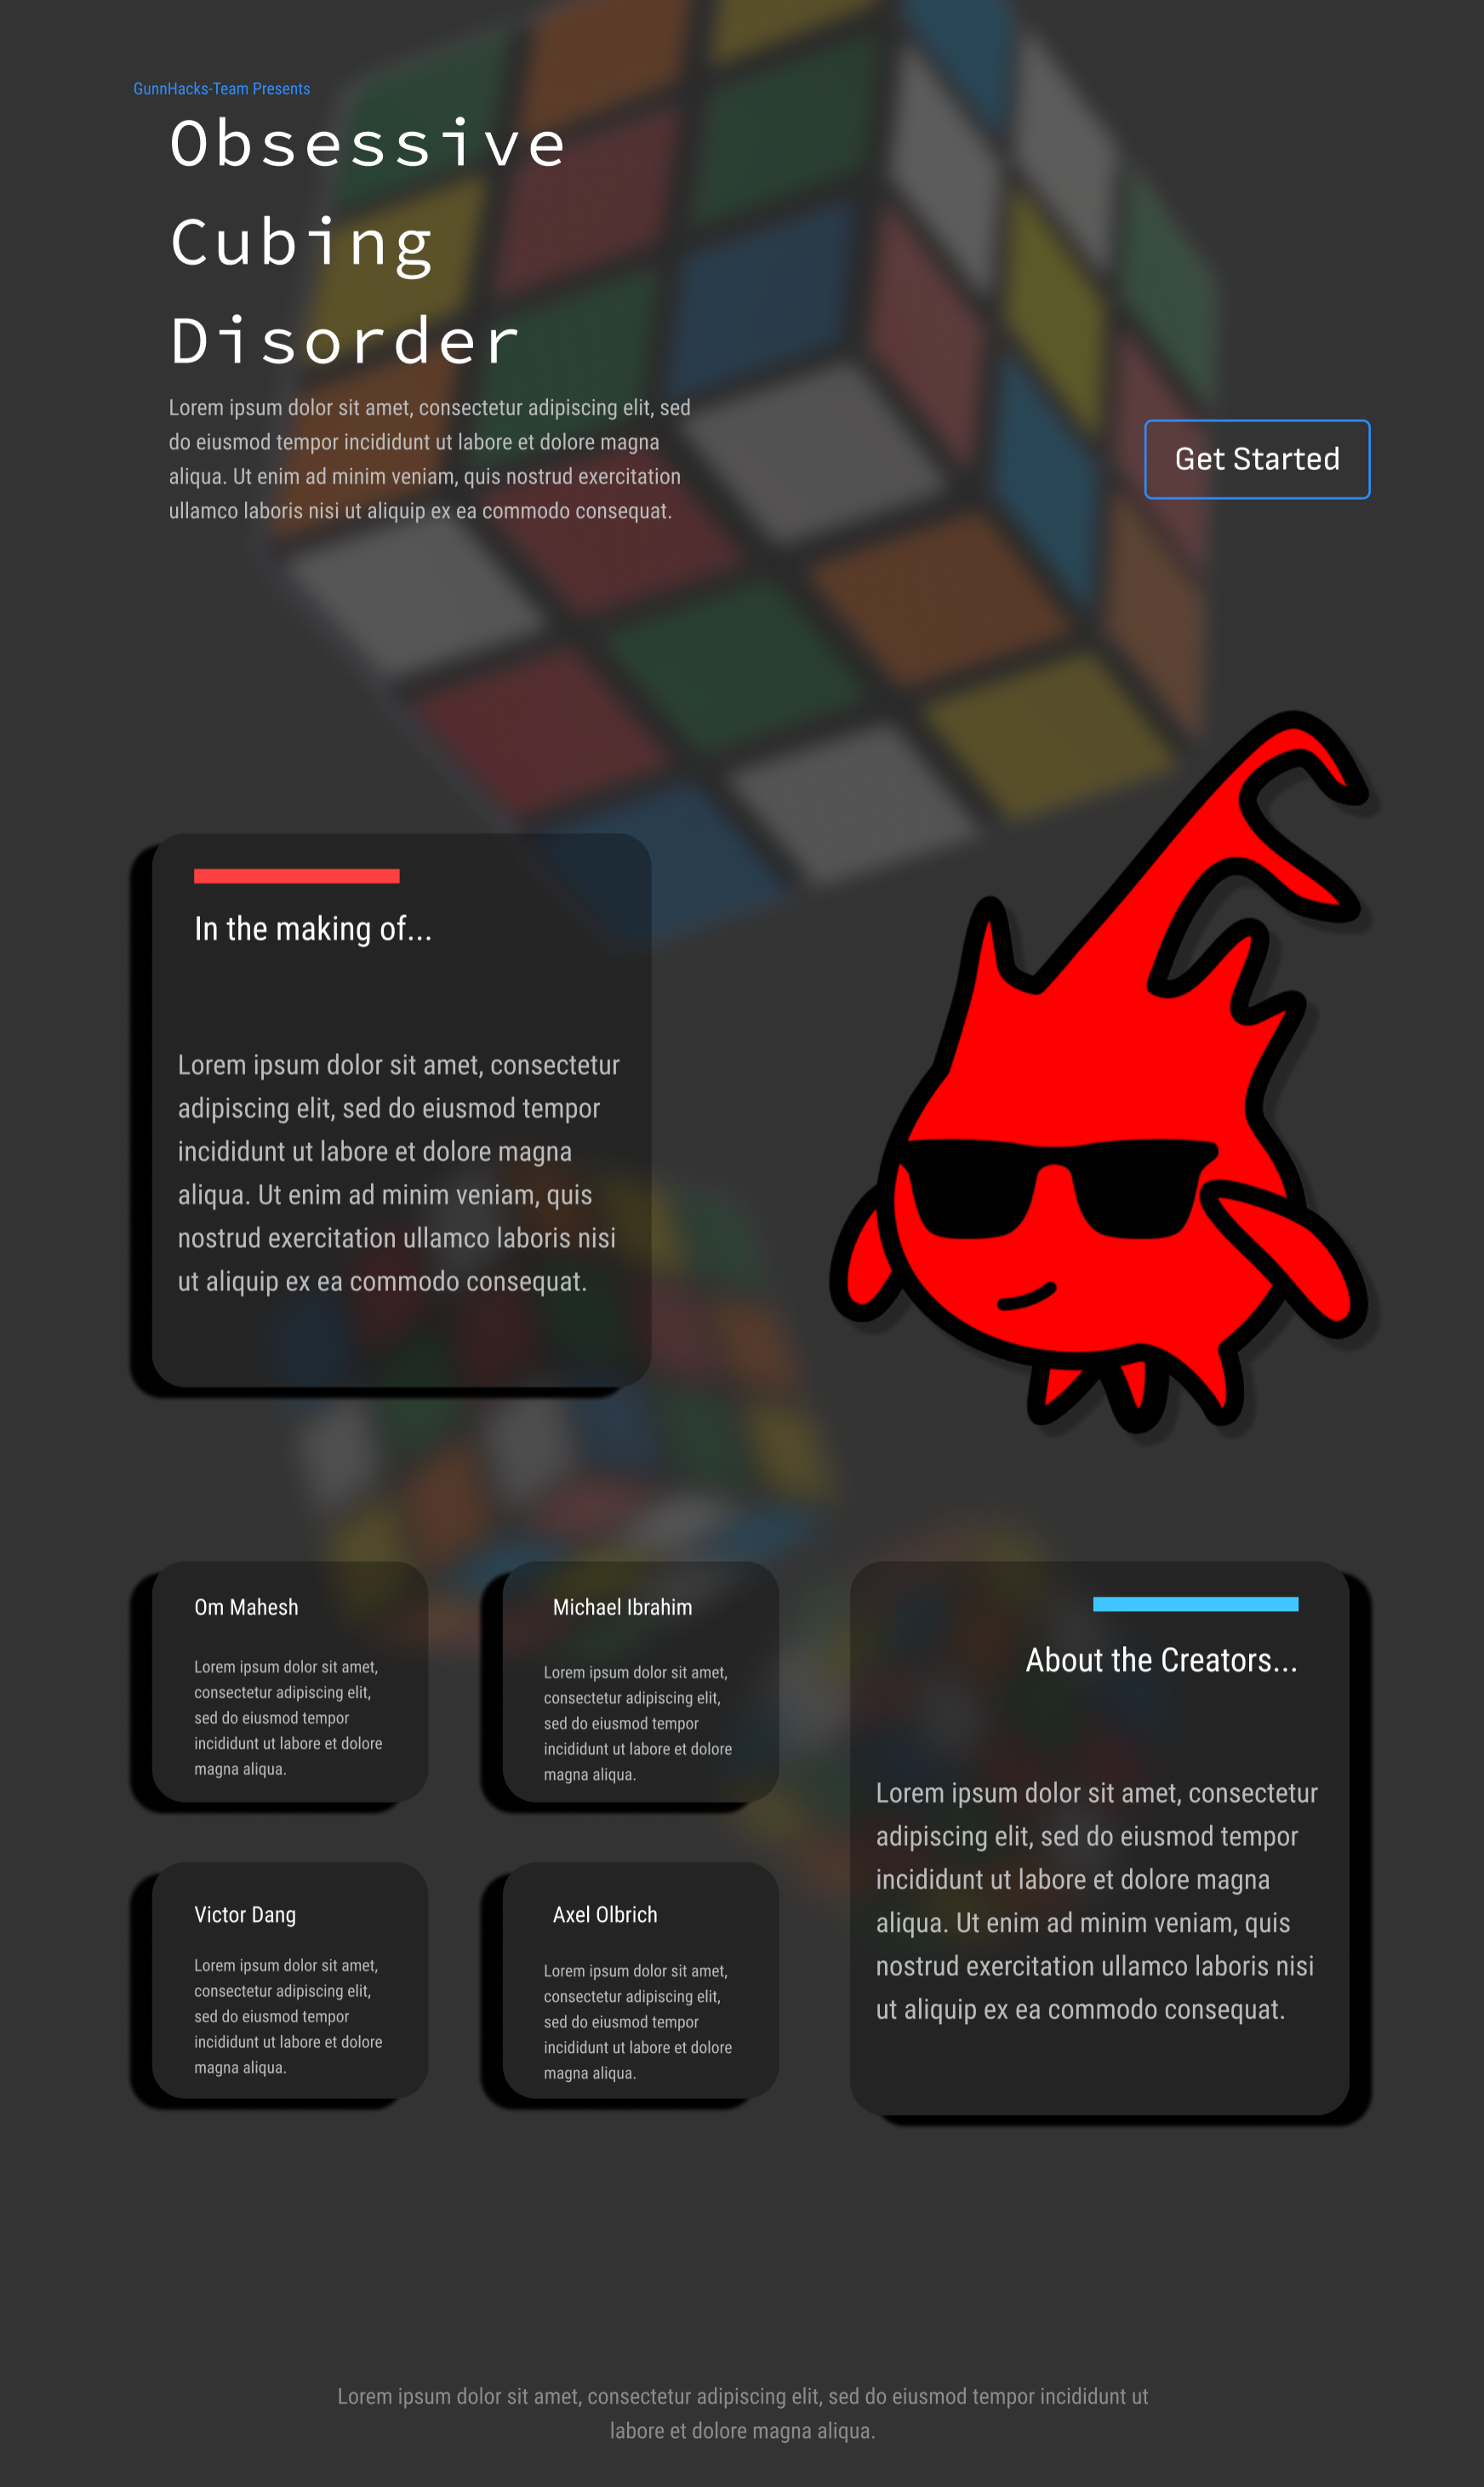 GunnHacks-Team Presents
Obsessive
Cubing
Disorder
Lorem ipsum dolor sit amet, consectetur adipiscing elit, sed
do eiusmod tempor incididunt ut labore et dolore magna
aliqua. Ut enim ad minim veniam, quis nostrud exercitation
ullamco laboris nisi ut aliquip ex ea commodo consequat.
Get Started
In the making of...
Lorem ipsum dolor sit amet, consectetur
adipiscing elit, sed do eiusmod tempor
incididunt ut labore et dolore magna
aliqua. Ut enim ad minim veniam, quis
nostrud exercitation ullamco laboris nisi
ut aliquip ex ea commodo consequat.
Om Mahesh
Lorem ipsum dolor sit amet,
consectetur adipiscing elit,
sed do eiusmod tempor
incididunt ut labore et dolore
magna aliqua.
Michael Ibrahim
Lorem ipsum dolor sit amet,
consectetur adipiscing elit,
sed do eiusmod tempor
incididunt ut labore et dolore
magna aliqua.
About the Creators...
Lorem ipsum dolor sit amet, consectetur
adipiscing elit, sed do eiusmod tempor
incididunt ut labore et dolore magna
aliqua. Ut enim ad minim veniam, quis
nostrud exercitation ullamco laboris nisi
ut aliquip ex ea commodo consequat.
Victor Dang
Lorem ipsum dolor sit amet,
consectetur adipiscing elit,
sed do eiusmod tempor
incididunt ut labore et dolore
magna aliqua.
Axel Olbrich
Lorem ipsum dolor sit amet,
consectetur adipiscing elit,
sed do eiusmod tempor
incididunt ut labore et dolore
magna aliqua.
Lorem ipsum dolor sit amet, consectetur adipiscing elit, sed do eiusmod tempor incididunt ut
labore et dolore magna aliqua.